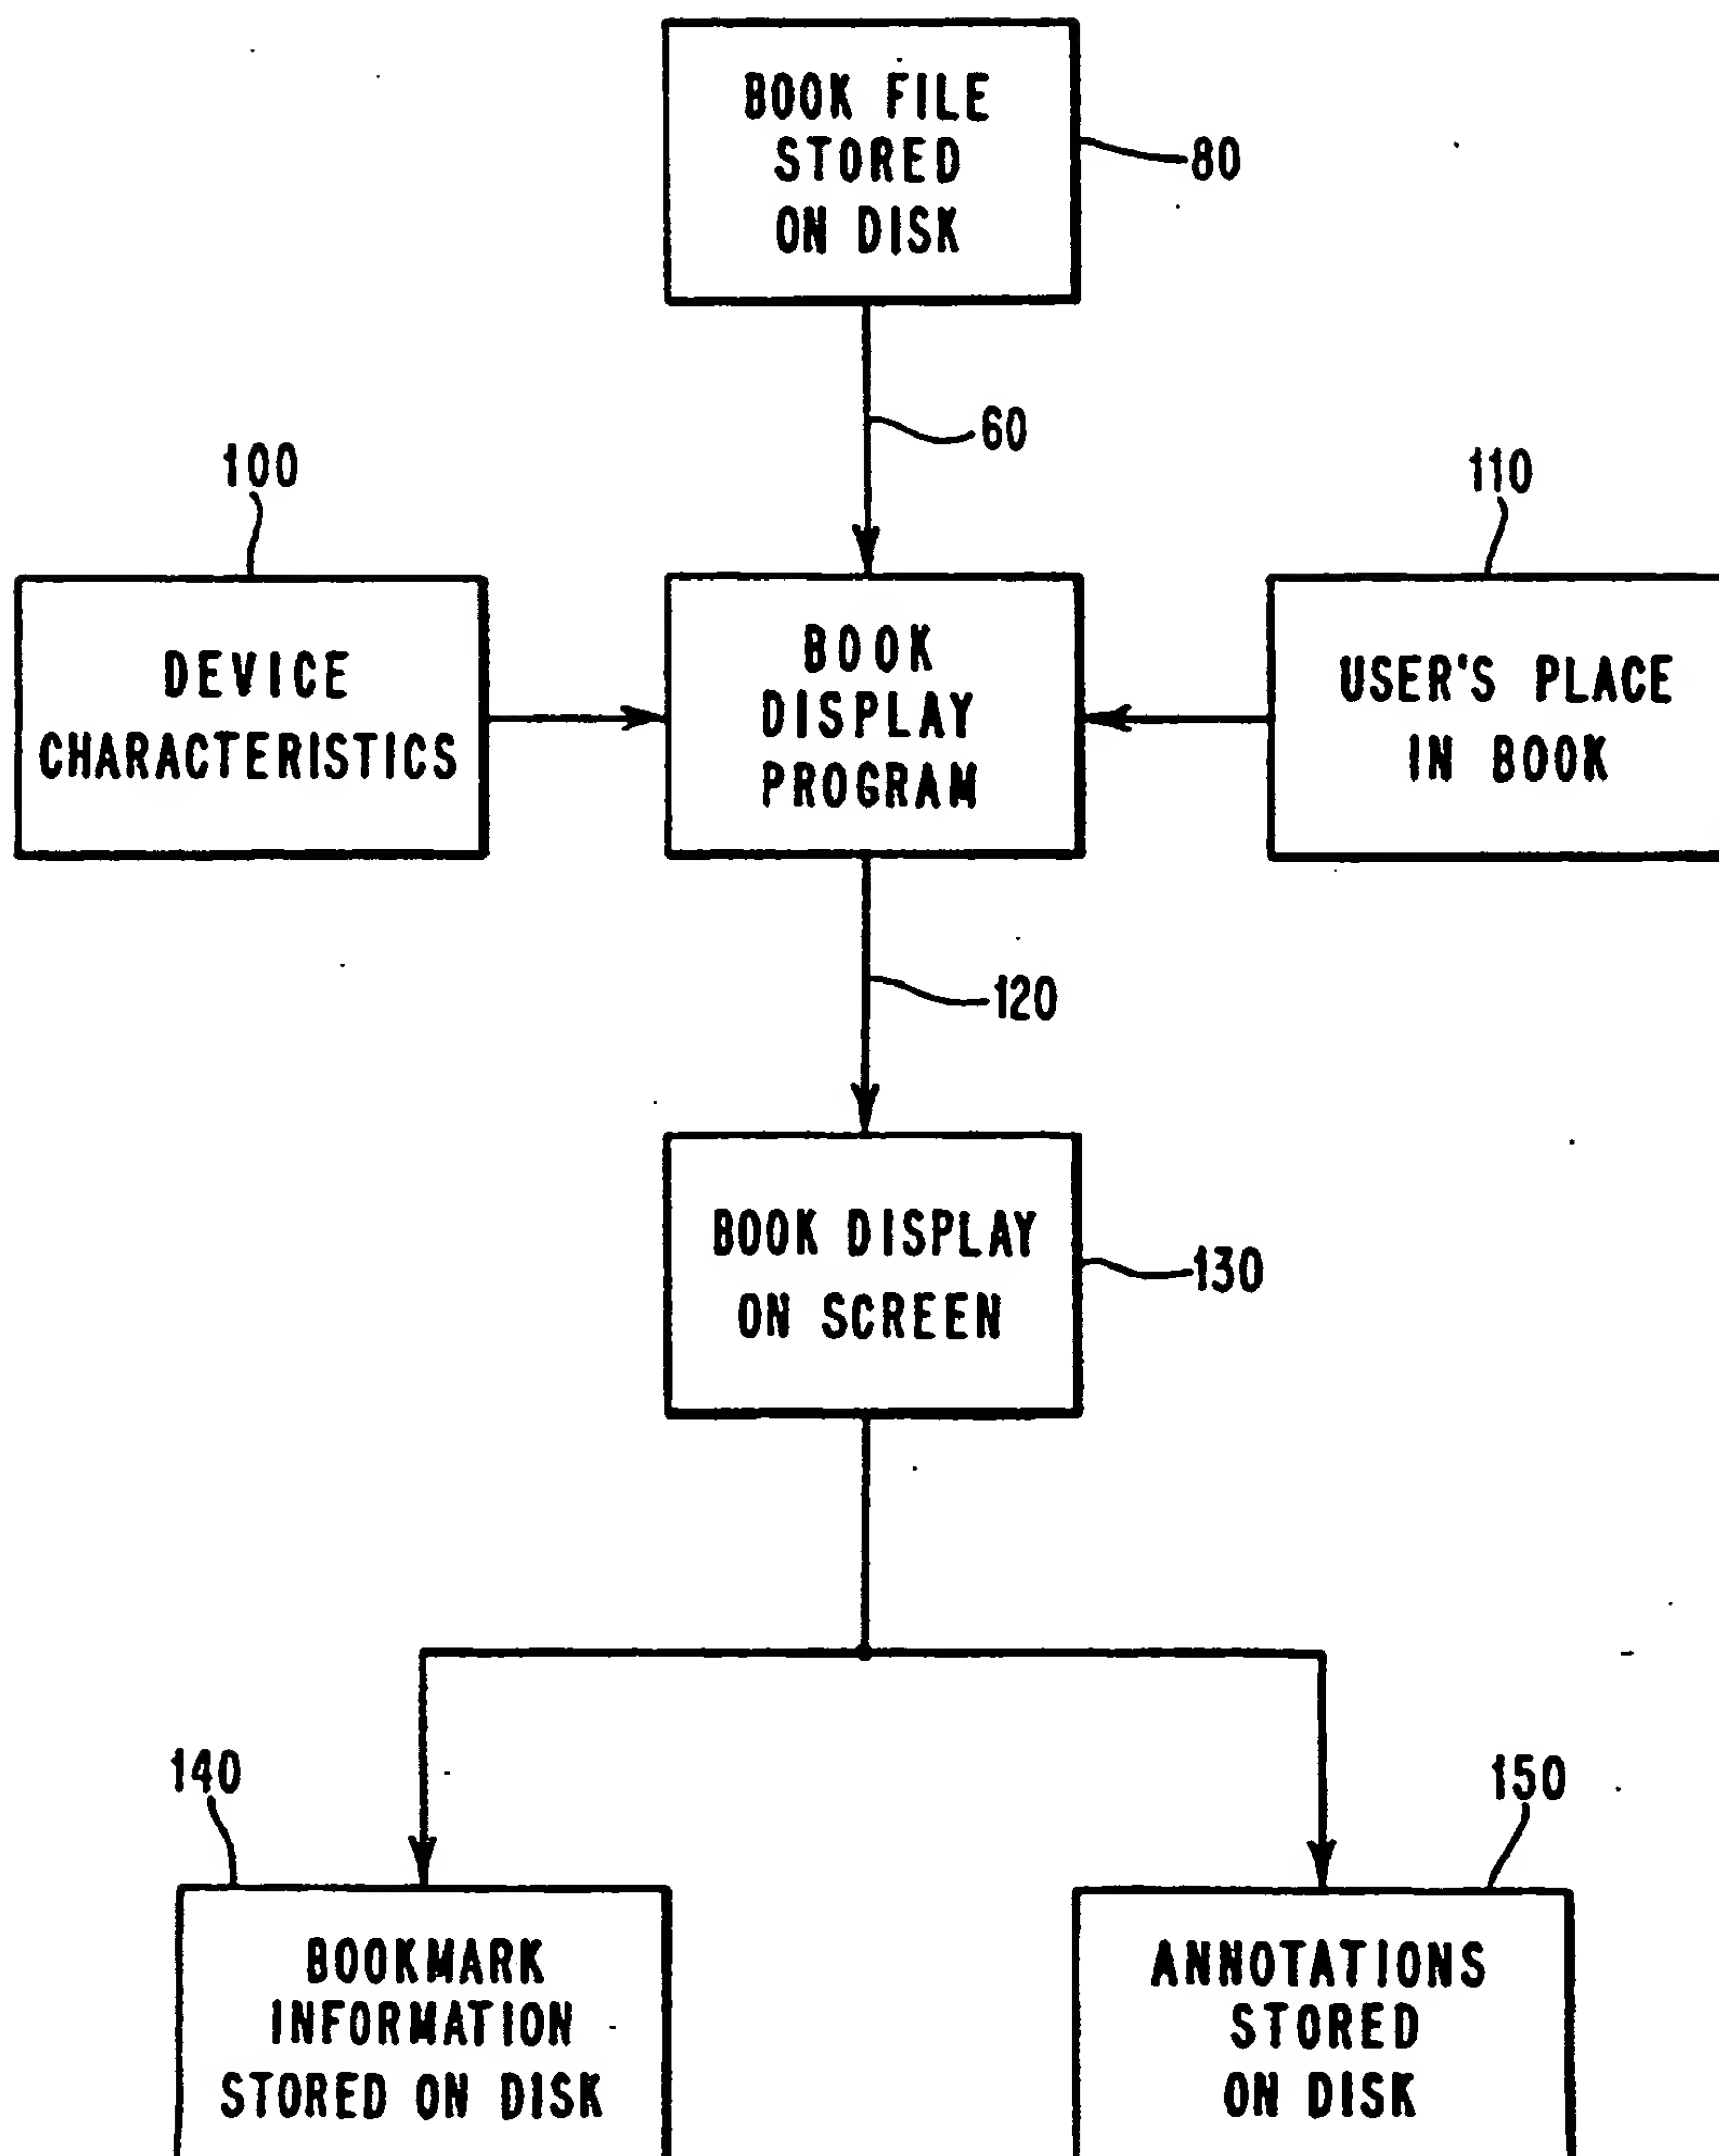 BOOK FILE
STORED
ON DISK
80
60
100
110
DEVICE
CHARACTERISTICS
BOOK
DISPLAY
PROGRAM
USER'S PLACE
IN BOOK
120
BOOK DISPLAY
ON SCREEN
130
140
150
BOOKMARK
INFORMATION
STORED ON DISK
ANNOTATIONS
STORED
ON DISK